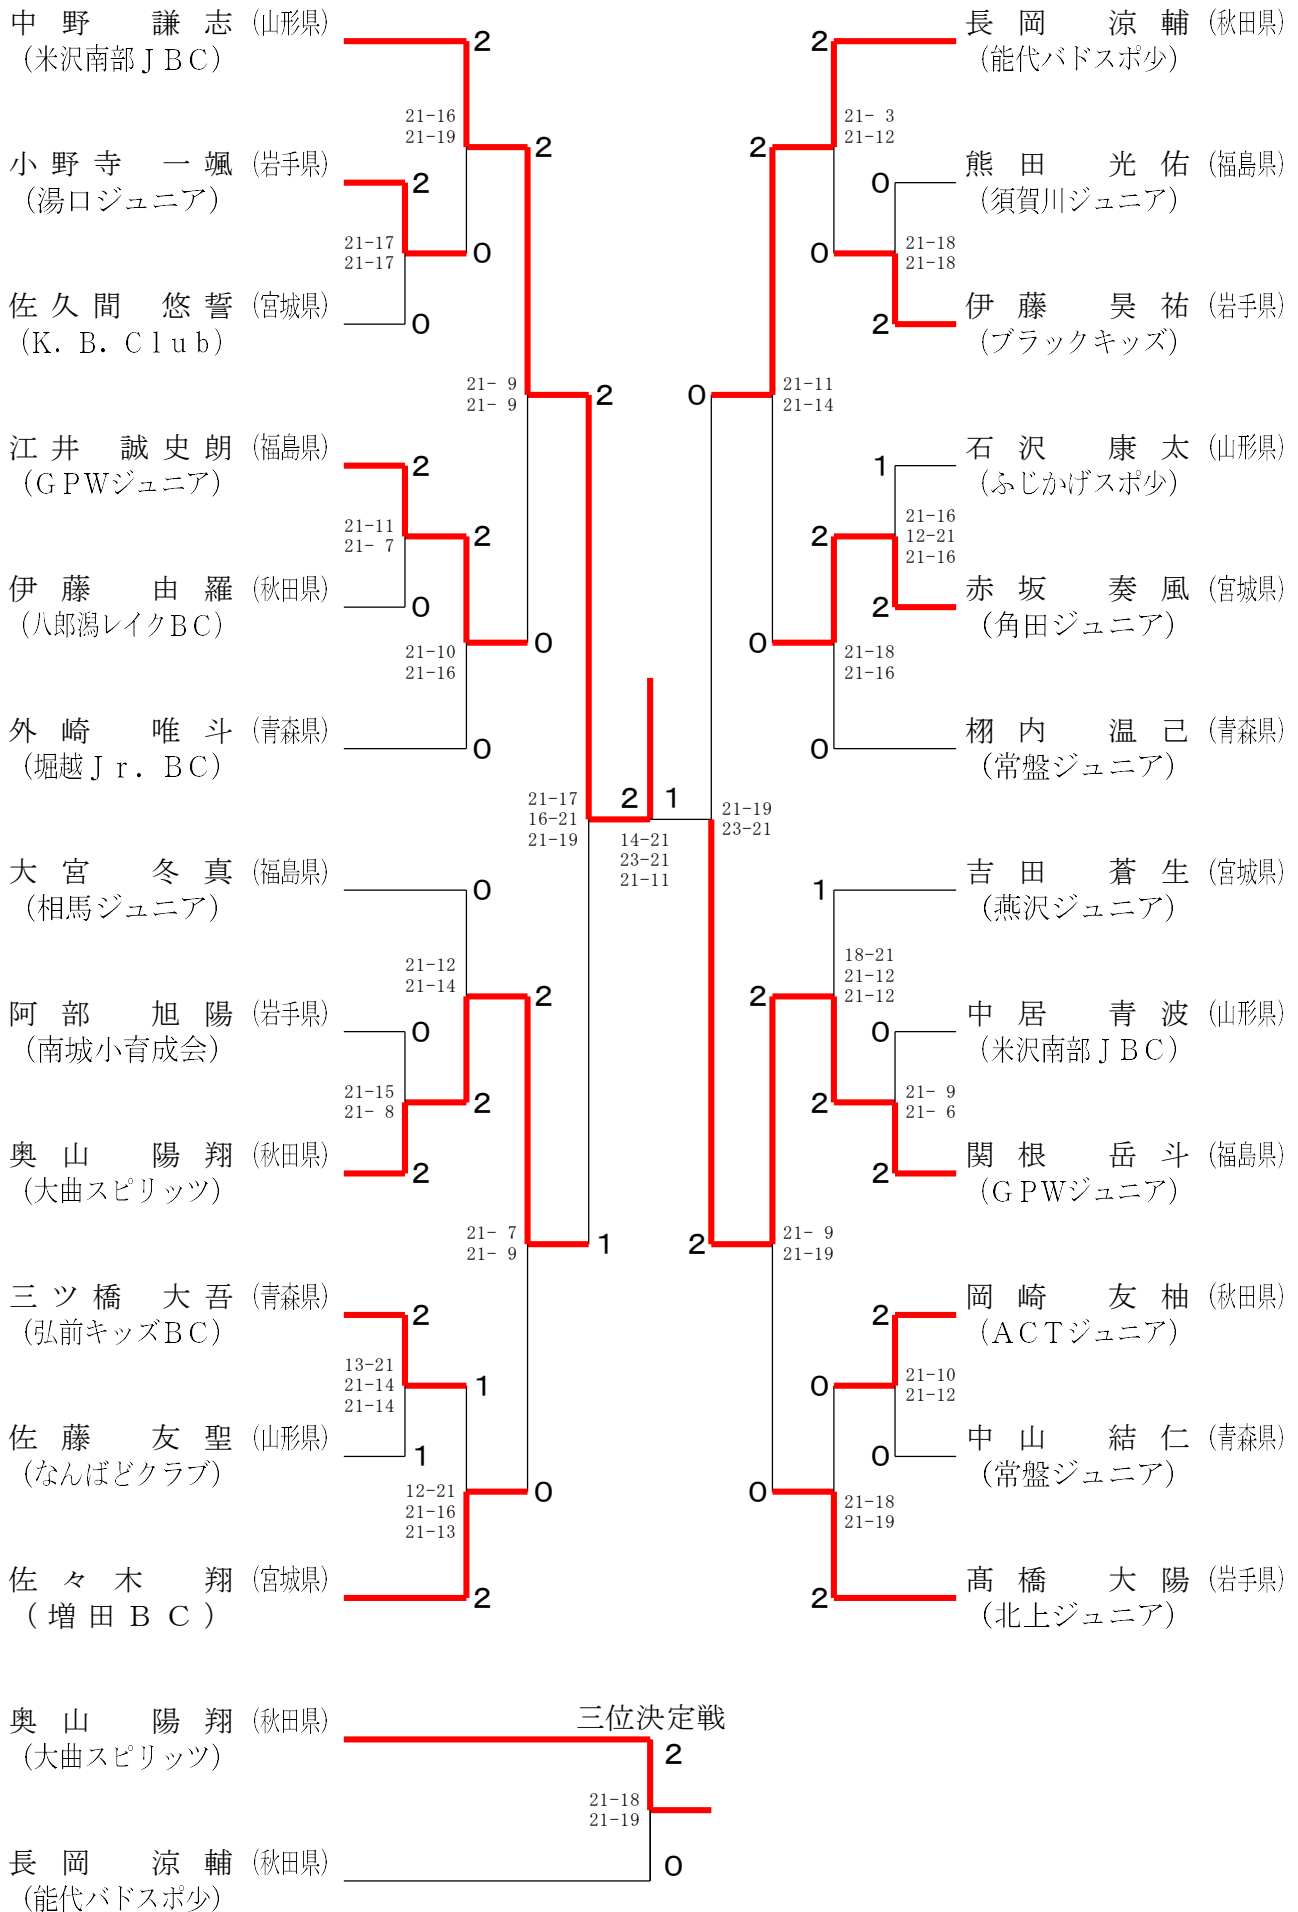 中野　謙志 (山形県)
(米沢南部ＪＢＣ)
2
21-16
21-19
2
小野寺　一颯 (岩手県)
(湯口ジュニア)
2
21-17
21-17
0
佐久間　悠誓 (宮城県)
(K．B．Ｃｌｕｂ)
0
21- 9
21- 9
2
江井　誠史朗 (福島県)
(ＧＰＷジュニア)
2
21-11
21- 7
2
伊藤　由羅 (秋田県)
(八郎潟レイクＢＣ)
0
21-10
21-16
0
外崎　唯斗 (青森県)
(堀越Ｊｒ．ＢＣ)
0
21-17
16-21
21-19
2
1
14-21
23-21
21-11
大宮　冬真 (福島県)
(相馬ジュニア)
0
21-12
21-14
2
阿部　旭陽 (岩手県)
(南城小育成会)
0
21-15
21- 8
2
奥山　陽翔 (秋田県)
(大曲スピリッツ)
2
21- 7
21- 9
1
三ツ橋　大吾 (青森県)
(弘前キッズＢＣ)
2
13-21
21-14
21-14
1
佐藤　友聖 (山形県)
(なんばどクラブ)
1
12-21
21-16
21-13
0
佐々木　翔 (宮城県)
(増田ＢＣ)
2
長岡　涼輔 (秋田県)
(能代バドスポ少)
2
21- 3
21-12
2
熊田　光佑 (福島県)
(須賀川ジュニア)
0
21-18
21-18
0
伊藤　昊祐 (岩手県)
(ブラックキッズ)
2
21-11
21-14
0
石沢　康太 (山形県)
(ふじかげスポ少)
1
21-16
12-21
21-16
2
赤坂　奏風 (宮城県)
(角田ジュニア)
2
21-18
21-16
0
栩内　温己 (青森県)
(常盤ジュニア)
0
21-19
23-21
吉田　蒼生 (宮城県)
(燕沢ジュニア)
1
18-21
21-12
21-12
2
中居　青波 (山形県)
(米沢南部ＪＢＣ)
0
21- 9
21- 6
2
関根　岳斗 (福島県)
(ＧＰＷジュニア)
2
21- 9
21-19
2
岡崎　友柚 (秋田県)
(ＡＣＴジュニア)
2
21-10
21-12
0
中山　結仁 (青森県)
(常盤ジュニア)
0
21-18
21-19
0
髙橋　大陽 (岩手県)
(北上ジュニア)
2
三位決定戦
奥山　陽翔 (秋田県)
(大曲スピリッツ)
2
21-18
21-19
長岡　涼輔 (秋田県)
(能代バドスポ少)
0